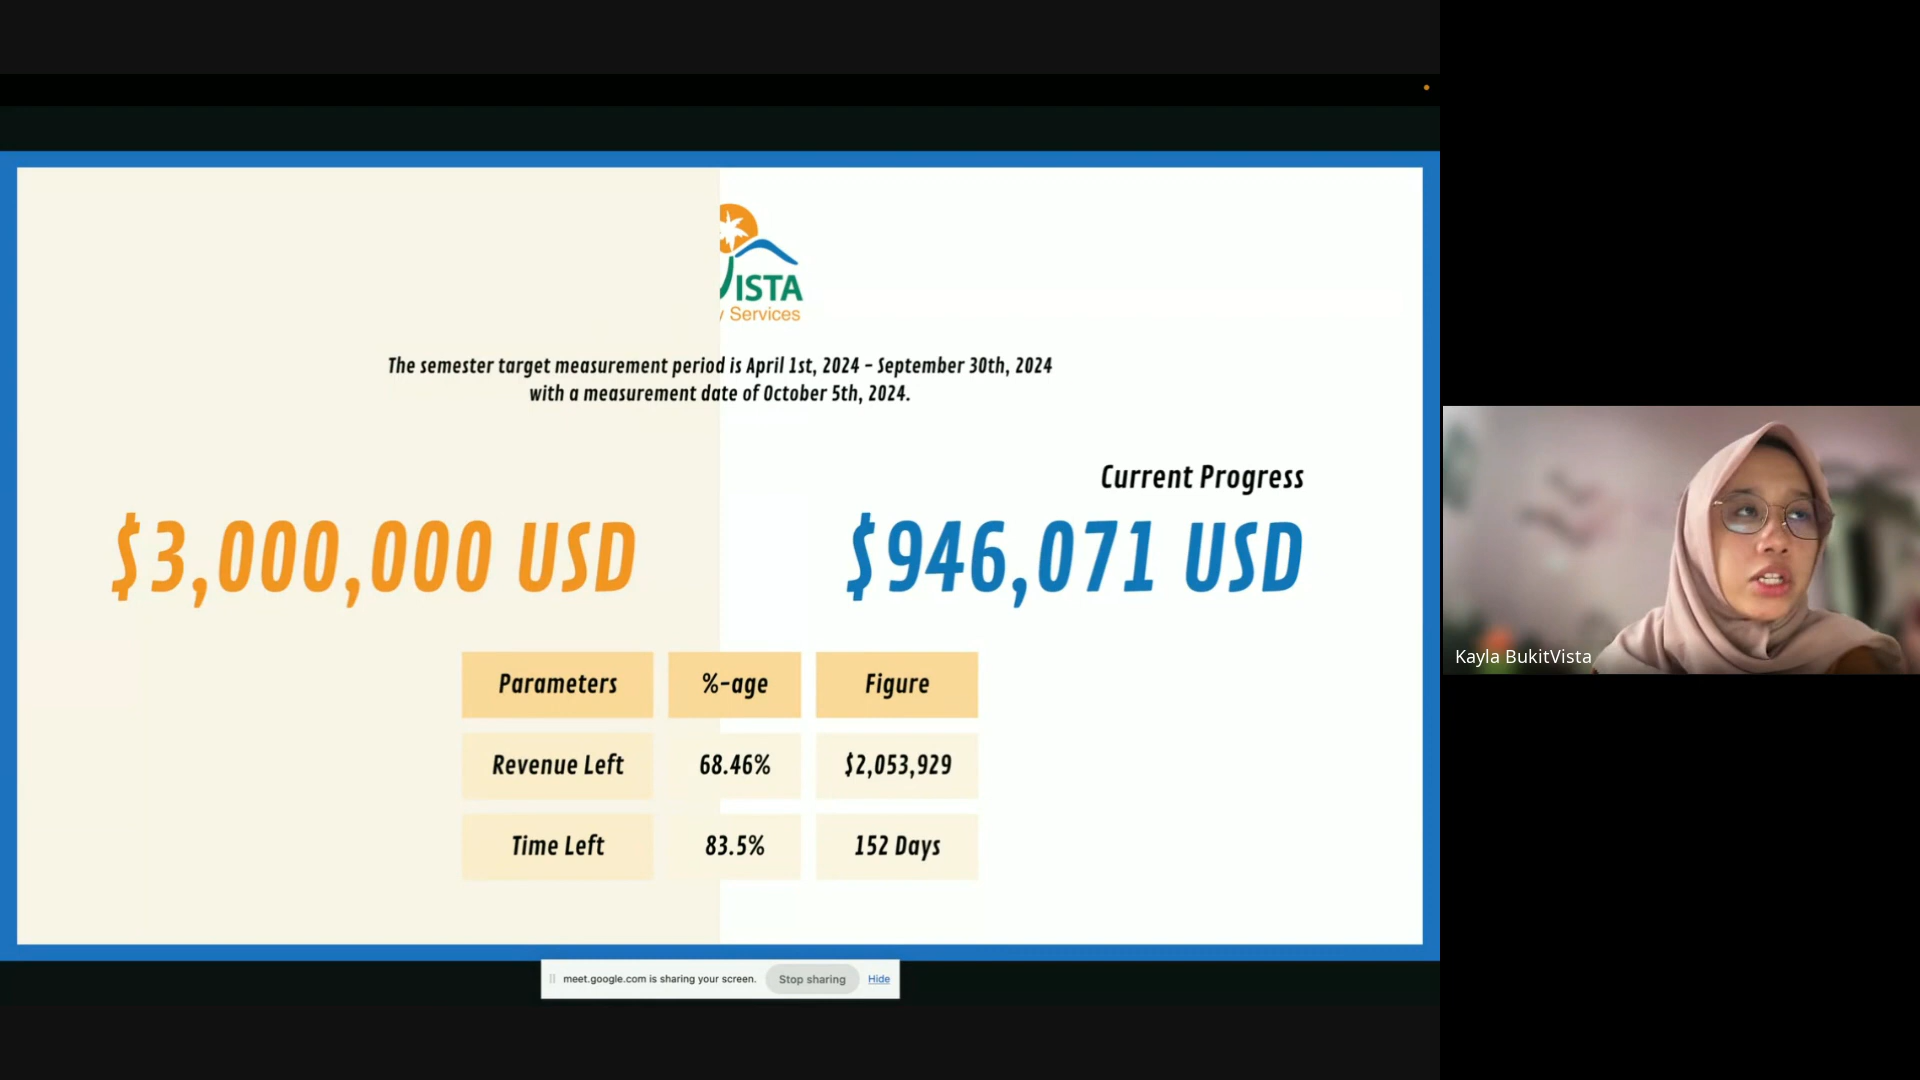 ISTA
y Services
The semester target measurement period is April 1st, 2024 - September 30th, 2024
with a measurement date of October 5th, 2024.
Current Progress
$3,000,000 USD
$946,071 USD
Parameters %-age Figure
Revenue Left 68.46% $2,053,929
Time Left 83.5% 152 Days
meet.google.com is sharing your screen. Stop sharing Hide
Kayla BukitVista